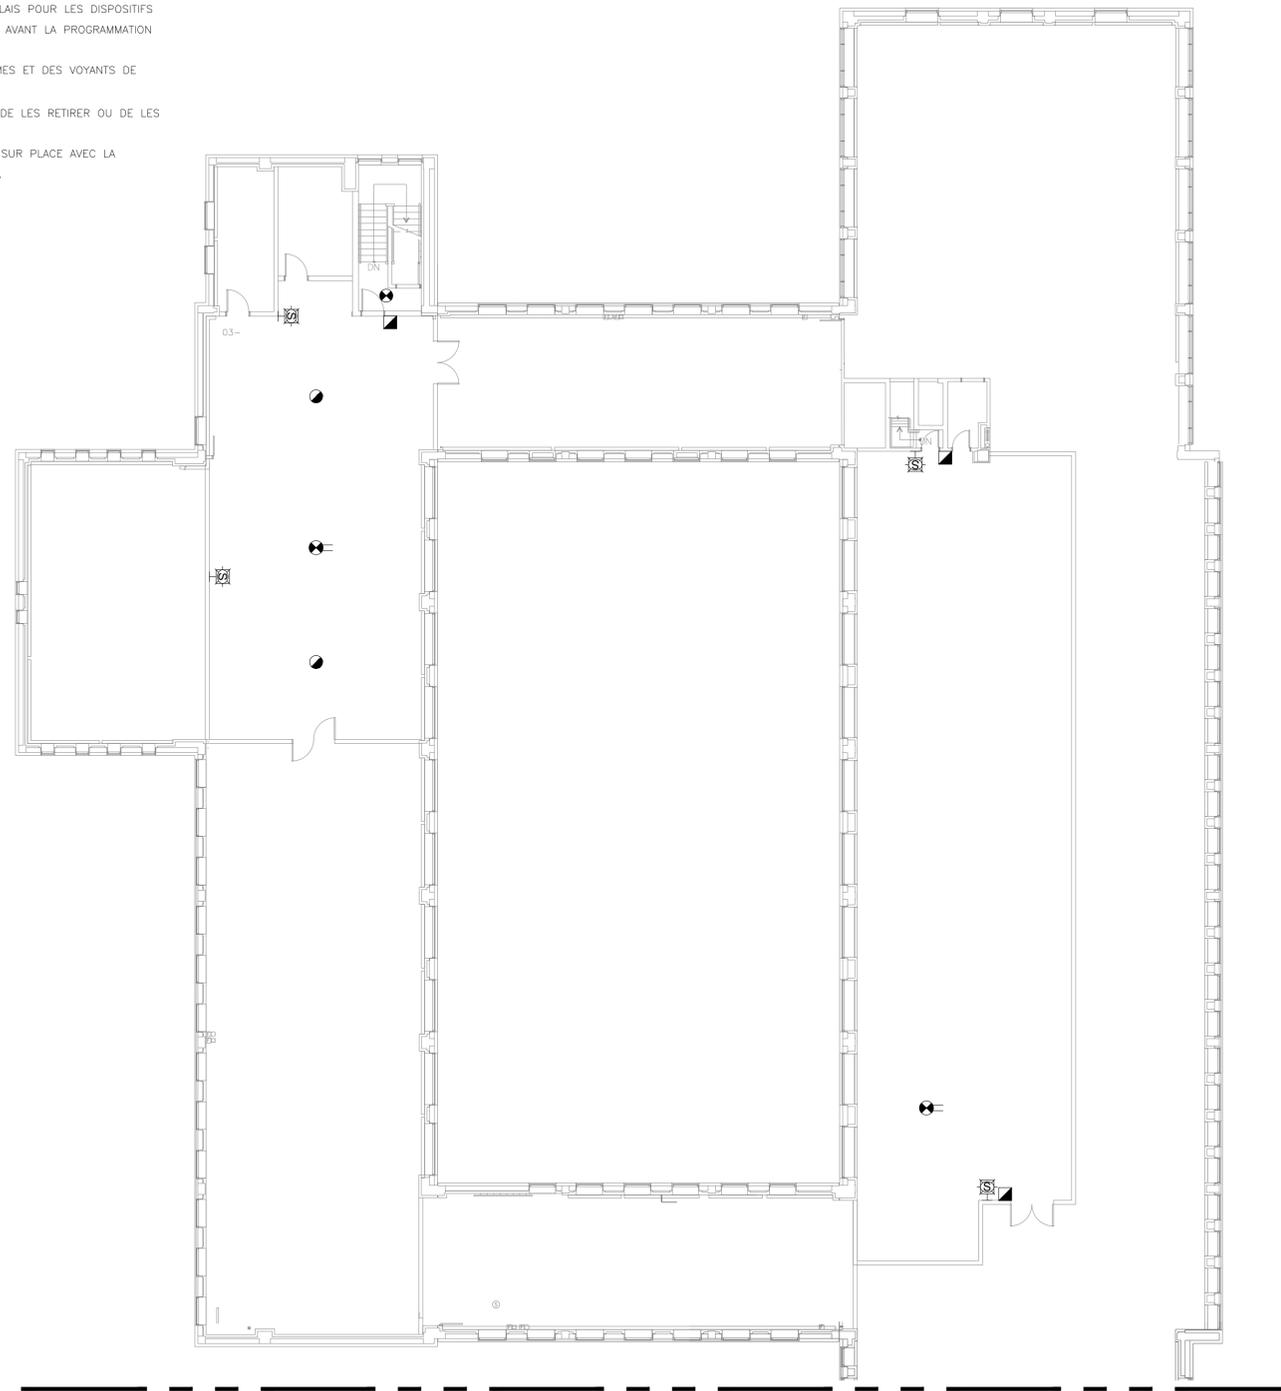 LAIS POUR LES DISPOSITIFS
AVANT LA PROGRAMMATION
MES ET DES VOYANTS DE
DE LES RETIRER OU DE LES
SUR PLACE AVEC LA
DN
S
03-
DN
S
S
S
S